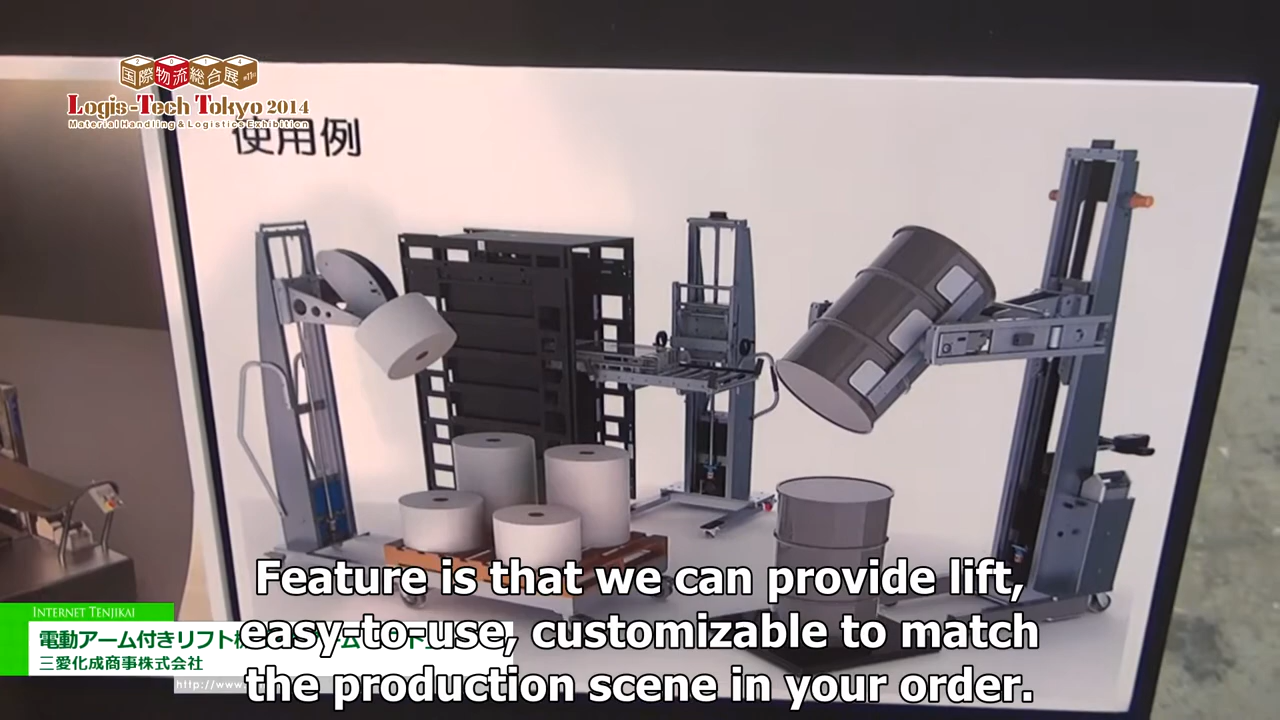 2014
国際物流総合展
Logis-Tech Tokyo 2014
Material Handling & Logistics Exhibition
使用例
Feature is that we can provide lift,
easy-to-use, customizable to match
the production scene in your order.
INTERNET TENJIKAI
電動アーム付きリフト
三愛化成商事株式会社
http://www.